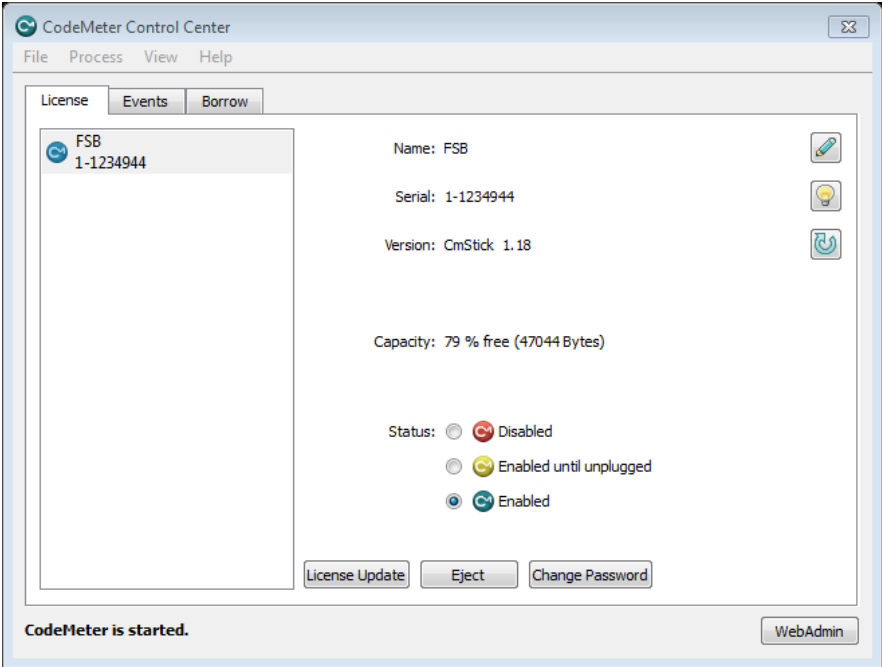 CodeMeter Control Center
File Process View Help
License Events Borrow
FSB
1-1234944
Name: FSB
Serial: 1-1234944
Version: CmStick 1.18
Capacity: 79 % free (47044 Bytes)
Status: Disabled
Enabled until unplugged
Enabled
License Update Eject Change Password
CodeMeter is started. WebAdmin